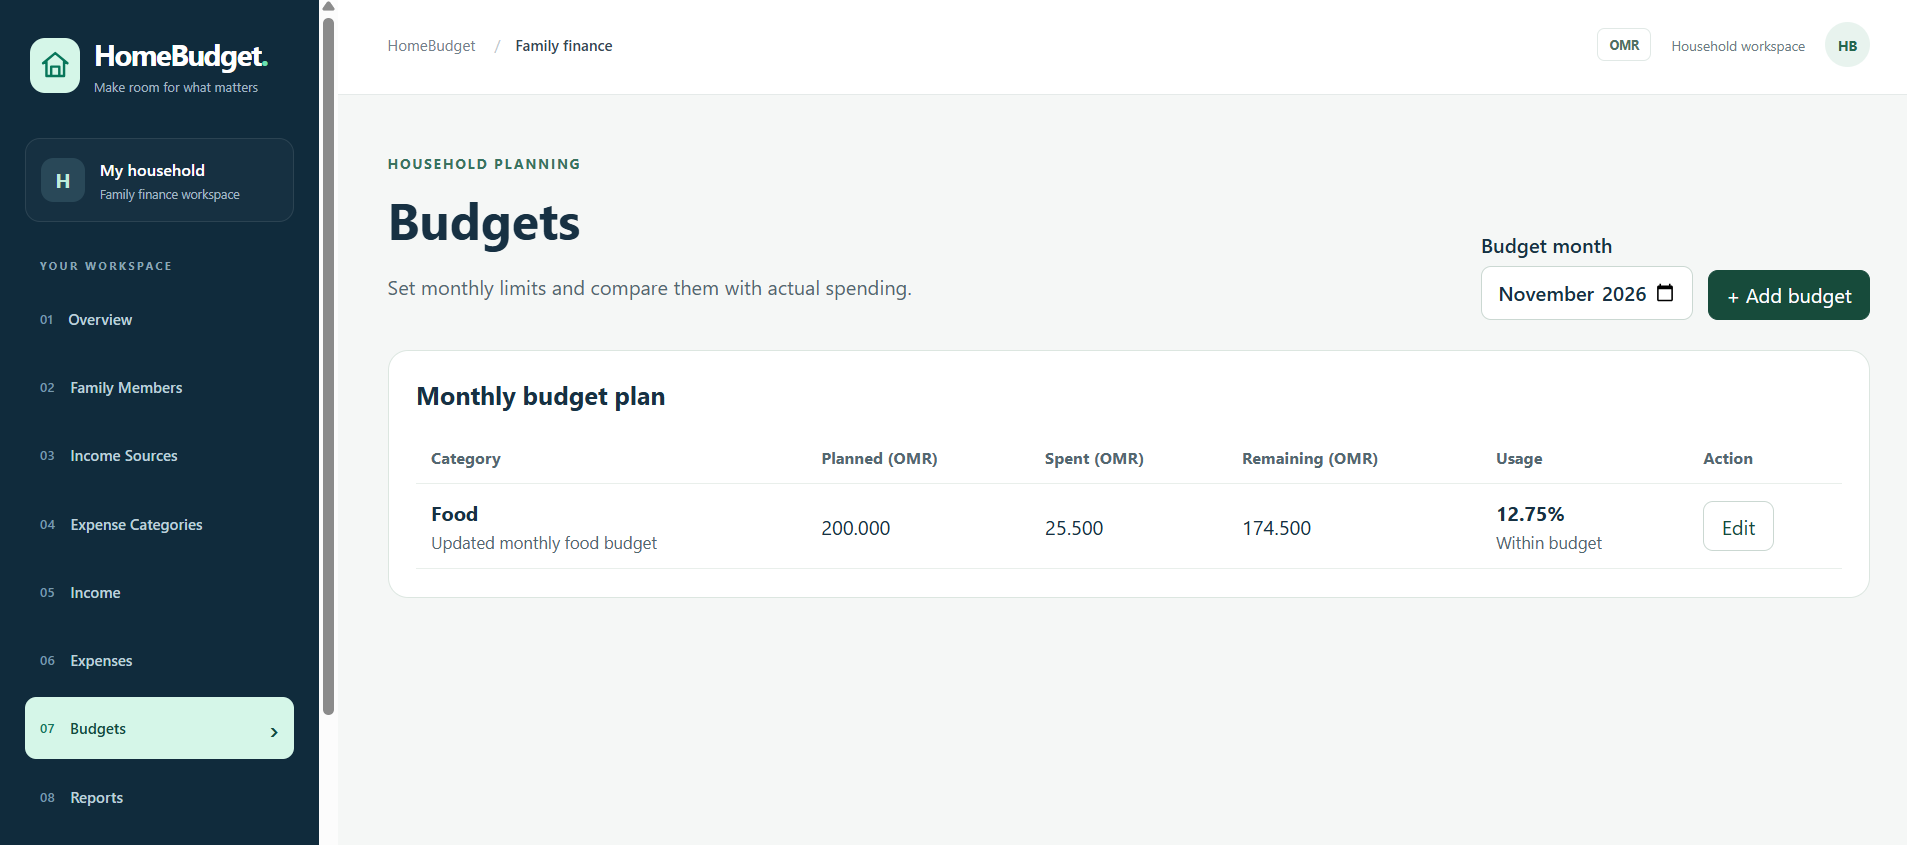 HomeBudget.
Make room for what matters
H
My household
Family finance workspace
YOUR WORKSPACE
01 Overview
02 Family Members
03 Income Sources
04 Expense Categories
05 Income
06 Expenses
07 Budgets ›
08 Reports
HomeBudget / Family finance
OMR Household workspace HB
HOUSEHOLD PLANNING
Budgets
Set monthly limits and compare them with actual spending.
Budget month
November 2026
+ Add budget
Monthly budget plan
Category Planned (OMR) Spent (OMR) Remaining (OMR) Usage Action
Food 200.000 25.500 174.500 12.75% Edit
Updated monthly food budget Within budget